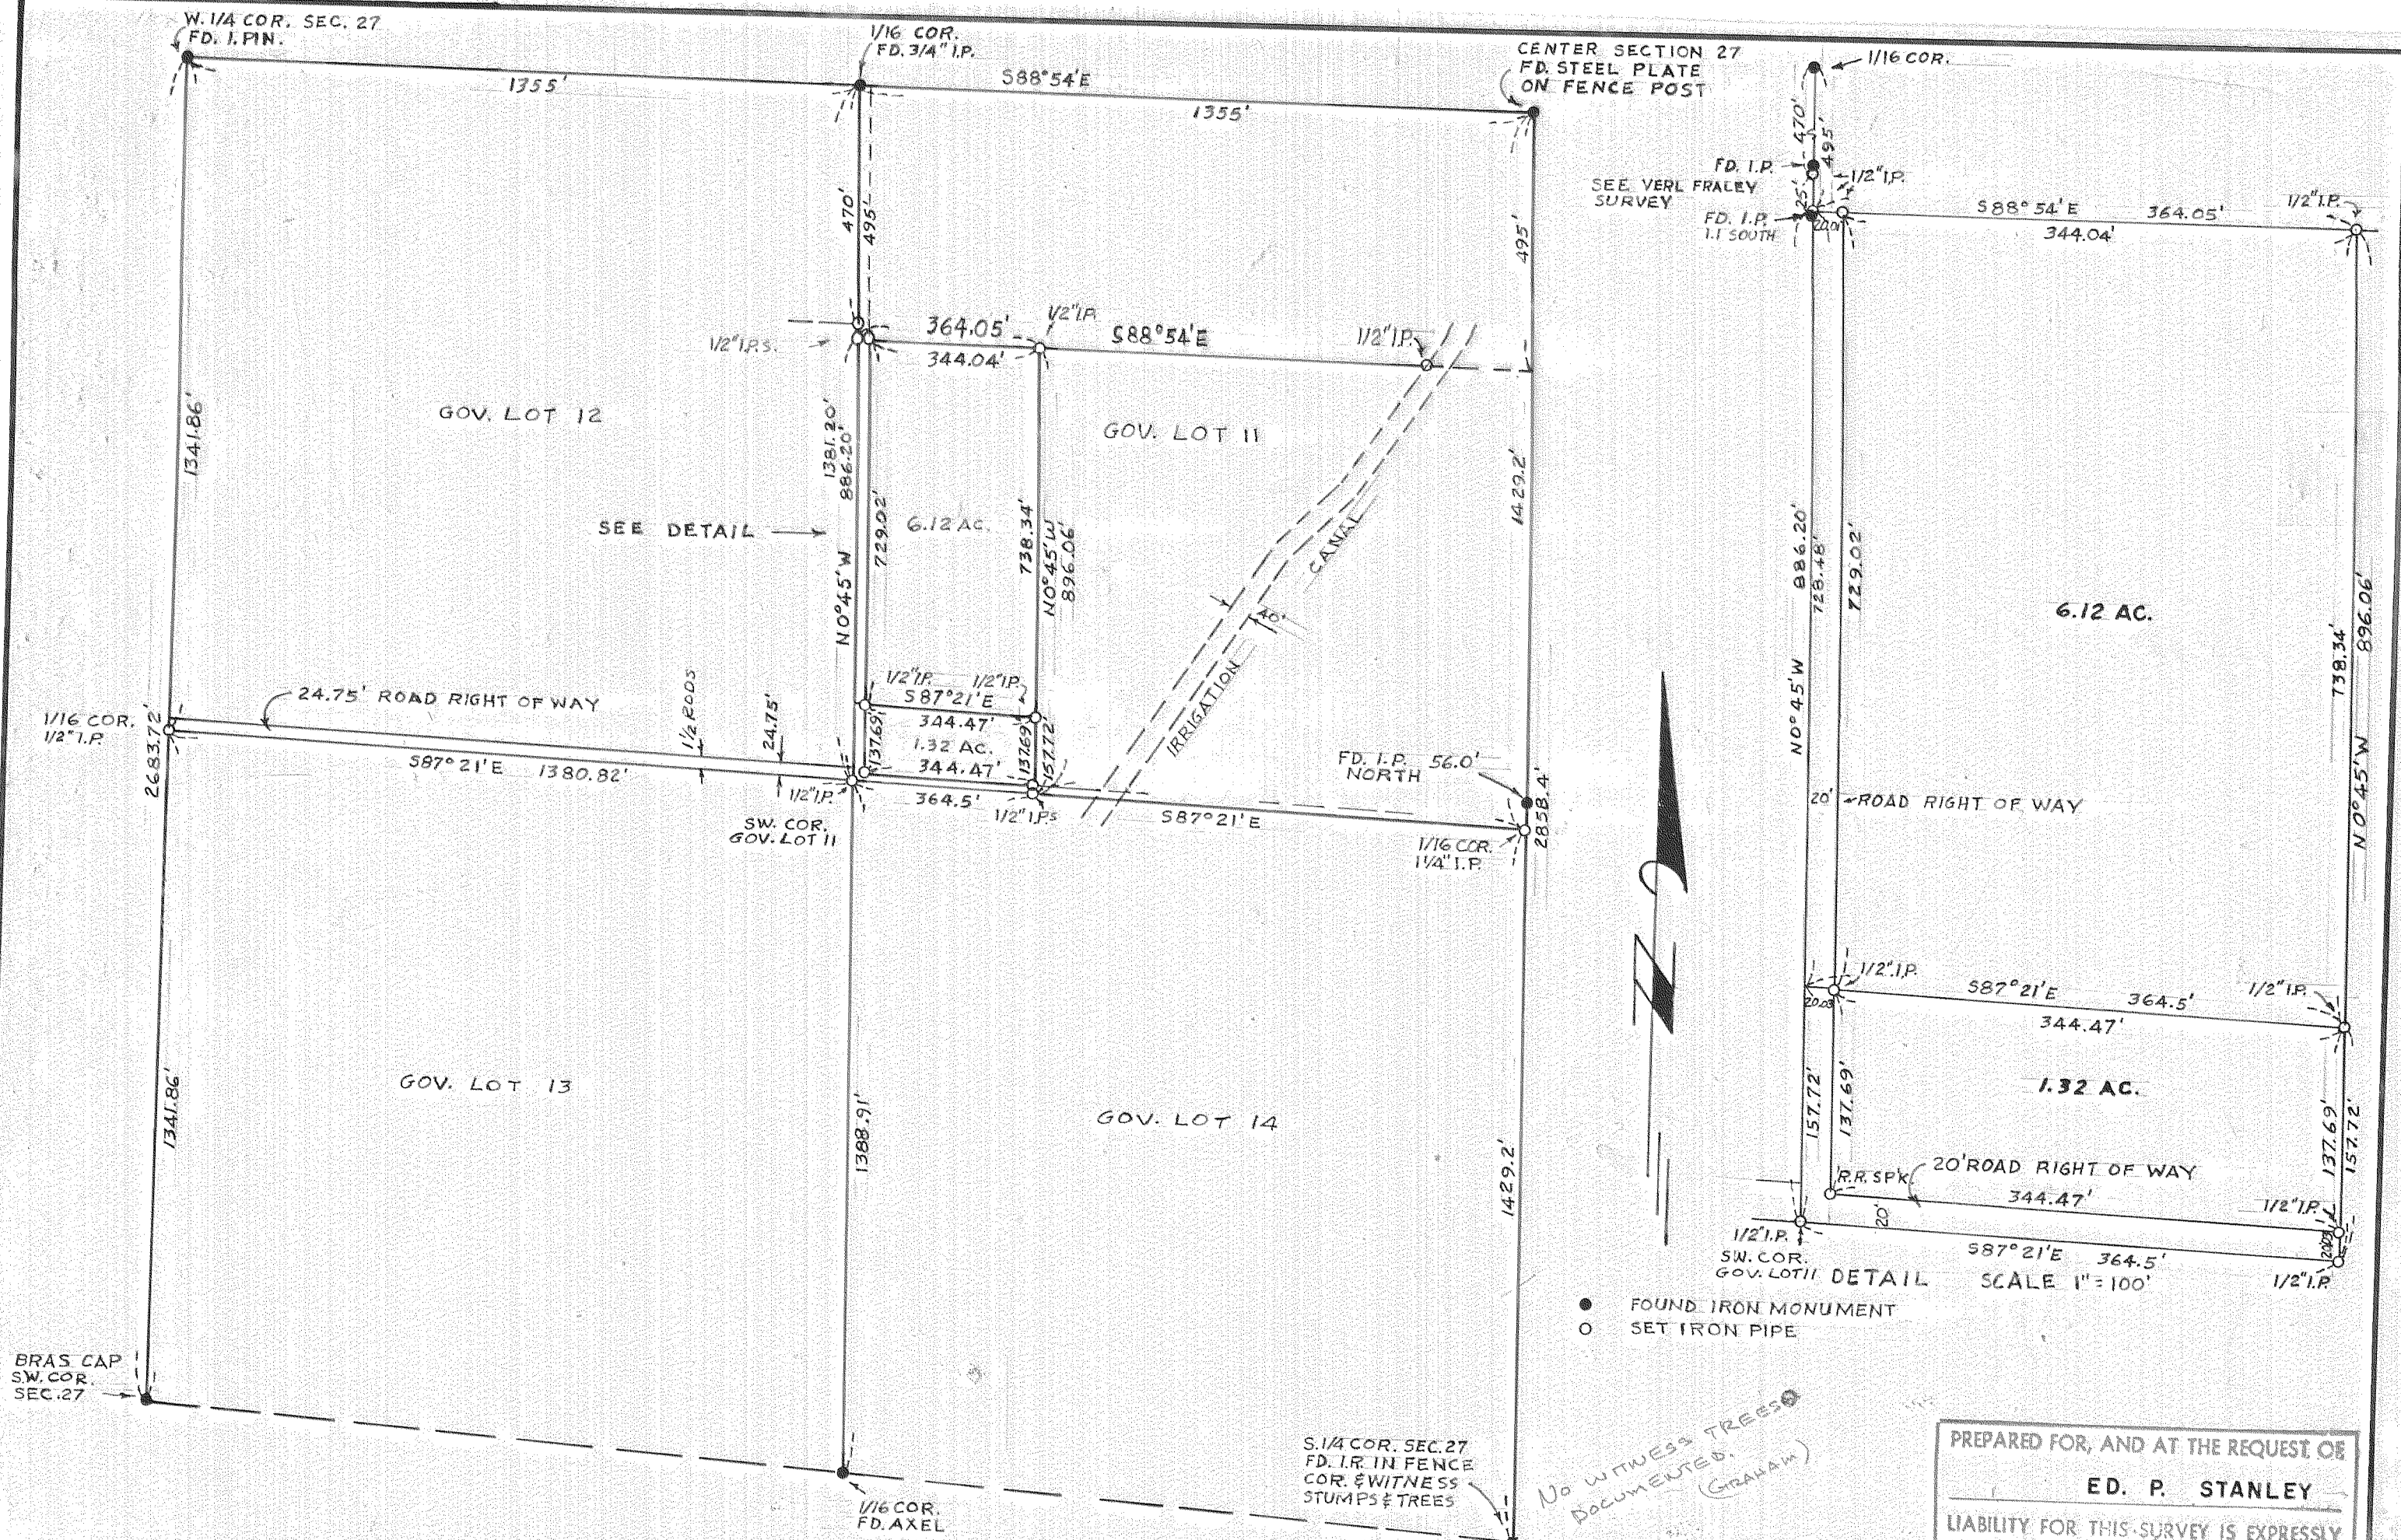 W. 1/4 COR. SEC. 27
FD. I. PIN.
1/16 COR.
FD. 3/4" I.P.
CENTER SECTION 27
FD. STEEL PLATE
ON FENCE POST
1355'
S88°54'E
1355'
470'
495'
495'
1/2" I.P.S.
364.05'
344.04'
1/2" I.P.
S88°54'E
1/2" I.P.
1341.86'
GOV. LOT 12
1381.20'
886.20'
GOV. LOT 11
1429.2'
SEE DETAIL
N0°45'W
729.02'
6.12 AC.
738.34'
N0°45'W
896.06'
IRRIGATION CANAL
40'
1/16 COR.
1/2" I.P.
2683.72'
24.75' ROAD RIGHT OF WAY
1 1/2 RODS
24.75'
S87°21'E 1380.82'
1/2" I.P.
1/2" I.P.
S87°21'E
344.47'
1.32 AC.
344.47'
137.69'
137.69'
157.72'
1/2" I.P.
364.5'
1/2" I.P.s
S87°21'E
SW. COR.
GOV. LOT 11
FD. I.P. 56.0'
NORTH
2858.4'
1/16 COR.
1 1/4" I.P.
1341.86'
GOV. LOT 13
1388.91'
GOV. LOT 14
1429.2'
BRAS CAP
S.W. COR.
SEC. 27
1/16 COR.
FD. AXEL
S. 1/4 COR. SEC. 27
FD. I.R. IN FENCE
COR. & WITNESS
STUMPS & TREES
NO WITNESS TREES
DOCUMENTED.
(GRAHAM)
1/16 COR.
470'
495'
FD. I.P.
SEE VERL FRALEY
SURVEY
25'
1/2" I.P.
FD. I.P.
1.1 SOUTH
20.01
S88°54'E 364.05'
344.04'
1/2" I.P.
N0°45'W 886.20'
728.48'
729.02'
6.12 AC.
738.34'
N0°45'W 896.06'
20' ROAD RIGHT OF WAY
1/2" I.P.
20.03
S87°21'E 364.5'
344.47'
1/2" I.P.
157.72'
137.69'
1.32 AC.
137.69'
157.72'
R.R. SPK.
20' ROAD RIGHT OF WAY
344.47'
20'
1/2" I.P.
20.03
1/2" I.P.
SW. COR.
GOV. LOT 11
S87°21'E 364.5'
1/2" I.P.
DETAIL SCALE 1"=100'
N
FOUND IRON MONUMENT
SET IRON PIPE
PREPARED FOR, AND AT THE REQUEST OF
ED. P. STANLEY
LIABILITY FOR THIS SURVEY IS EXPRESSLY